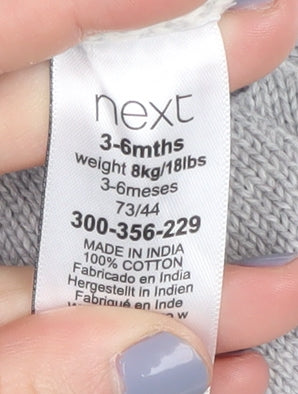 next
3-6mths
weight 8kg/18lbs
3-6meses
73/44
300-356-229
MADE IN INDIA
100% COTTON
Fabricado en India
Hergestellt in Indien
Fabriqué en Inde
w